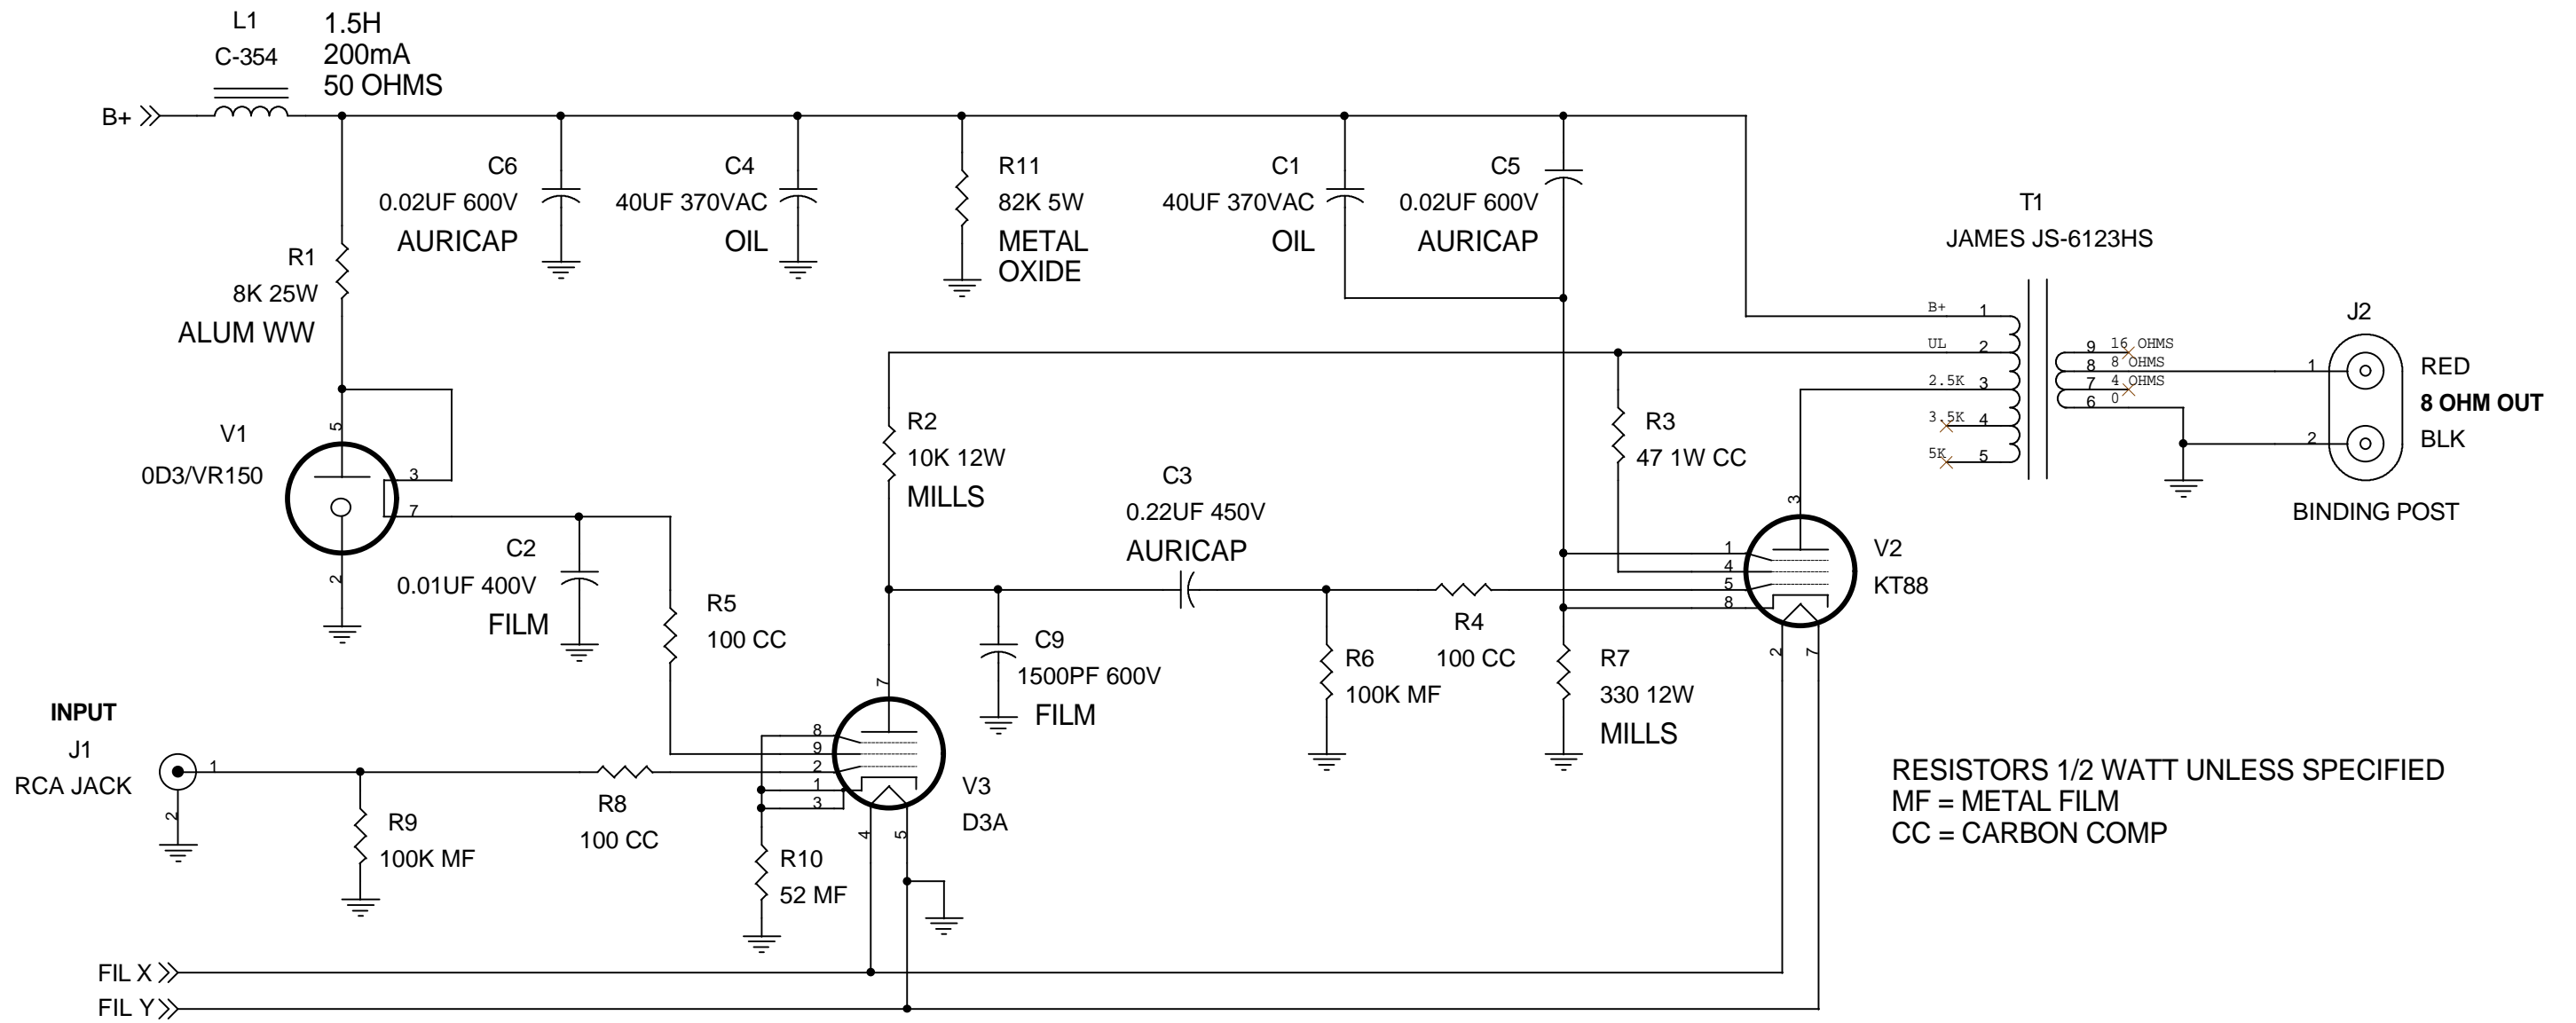 L1
C-354
1.5H
200mA
50 OHMS
B+
C6
0.02UF 600V
AURICAP
C4
40UF 370VAC
OIL
R11
82K 5W
METAL
OXIDE
C1
40UF 370VAC
OIL
C5
0.02UF 600V
AURICAP
T1
JAMES JS-6123HS
R1
8K 25W
ALUM WW
B+ 1
UL 2
2.5K 3
3.5K 4
5K 5
9 16 OHMS
8 8 OHMS
7 4 OHMS
6 0
J2
1
2
RED
8 OHM OUT
BLK
BINDING POST
V1
0D3/VR150
5
3
7
2
R2
10K 12W
MILLS
R3
47 1W CC
C3
0.22UF 450V
AURICAP
C2
0.01UF 400V
FILM
R5
100 CC
C9
1500PF 600V
FILM
R6
100K MF
R4
100 CC
R7
330 12W
MILLS
3
1
4
5
8
2
7
V2
KT88
INPUT
J1
RCA JACK
1
2
R9
100K MF
R8
100 CC
7
8
9
2
1
3
4
5
V3
D3A
R10
52 MF
RESISTORS 1/2 WATT UNLESS SPECIFIED
MF = METAL FILM
CC = CARBON COMP
FIL X
FIL Y